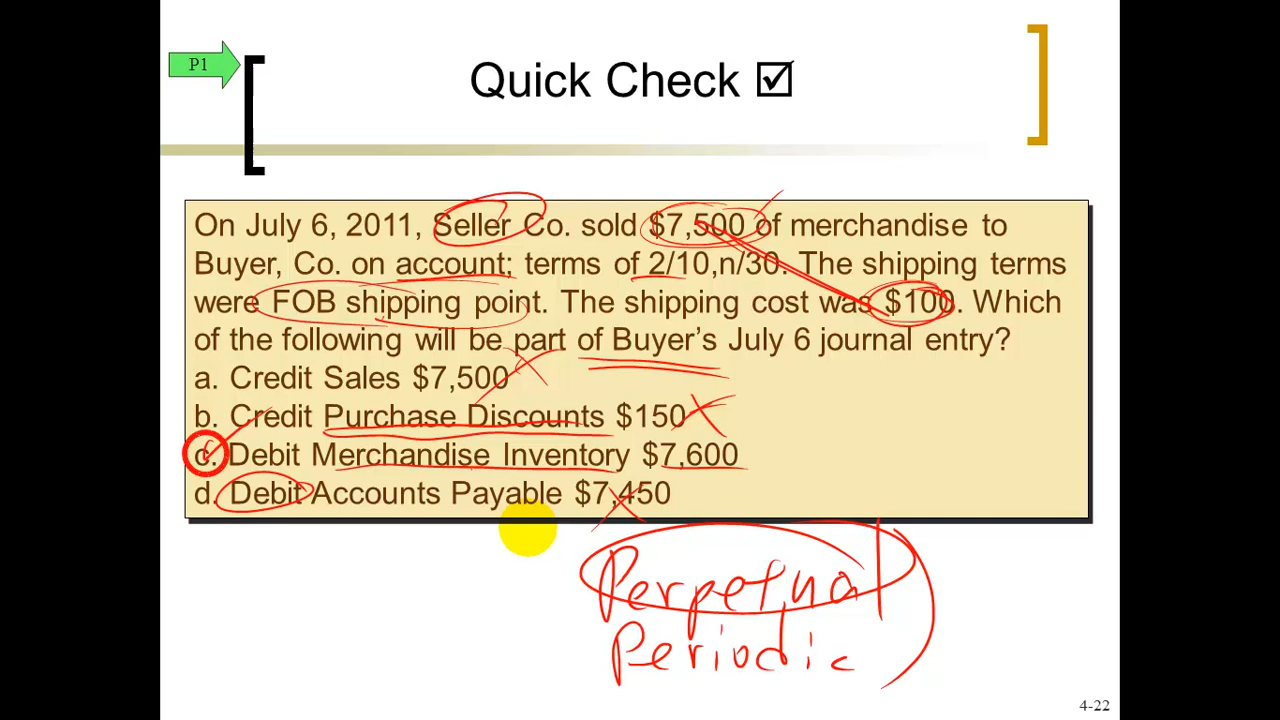 P1
Quick Check ☑
On July 6, 2011, Seller Co. sold $7,500 of merchandise to
Buyer, Co. on account; terms of 2/10,n/30. The shipping terms
were FOB shipping point. The shipping cost was $100. Which
of the following will be part of Buyer’s July 6 journal entry?
a. Credit Sales $7,500
b. Credit Purchase Discounts $150
c. Debit Merchandise Inventory $7,600
d. Debit Accounts Payable $7,450
Perpetual
Periodic
4-22